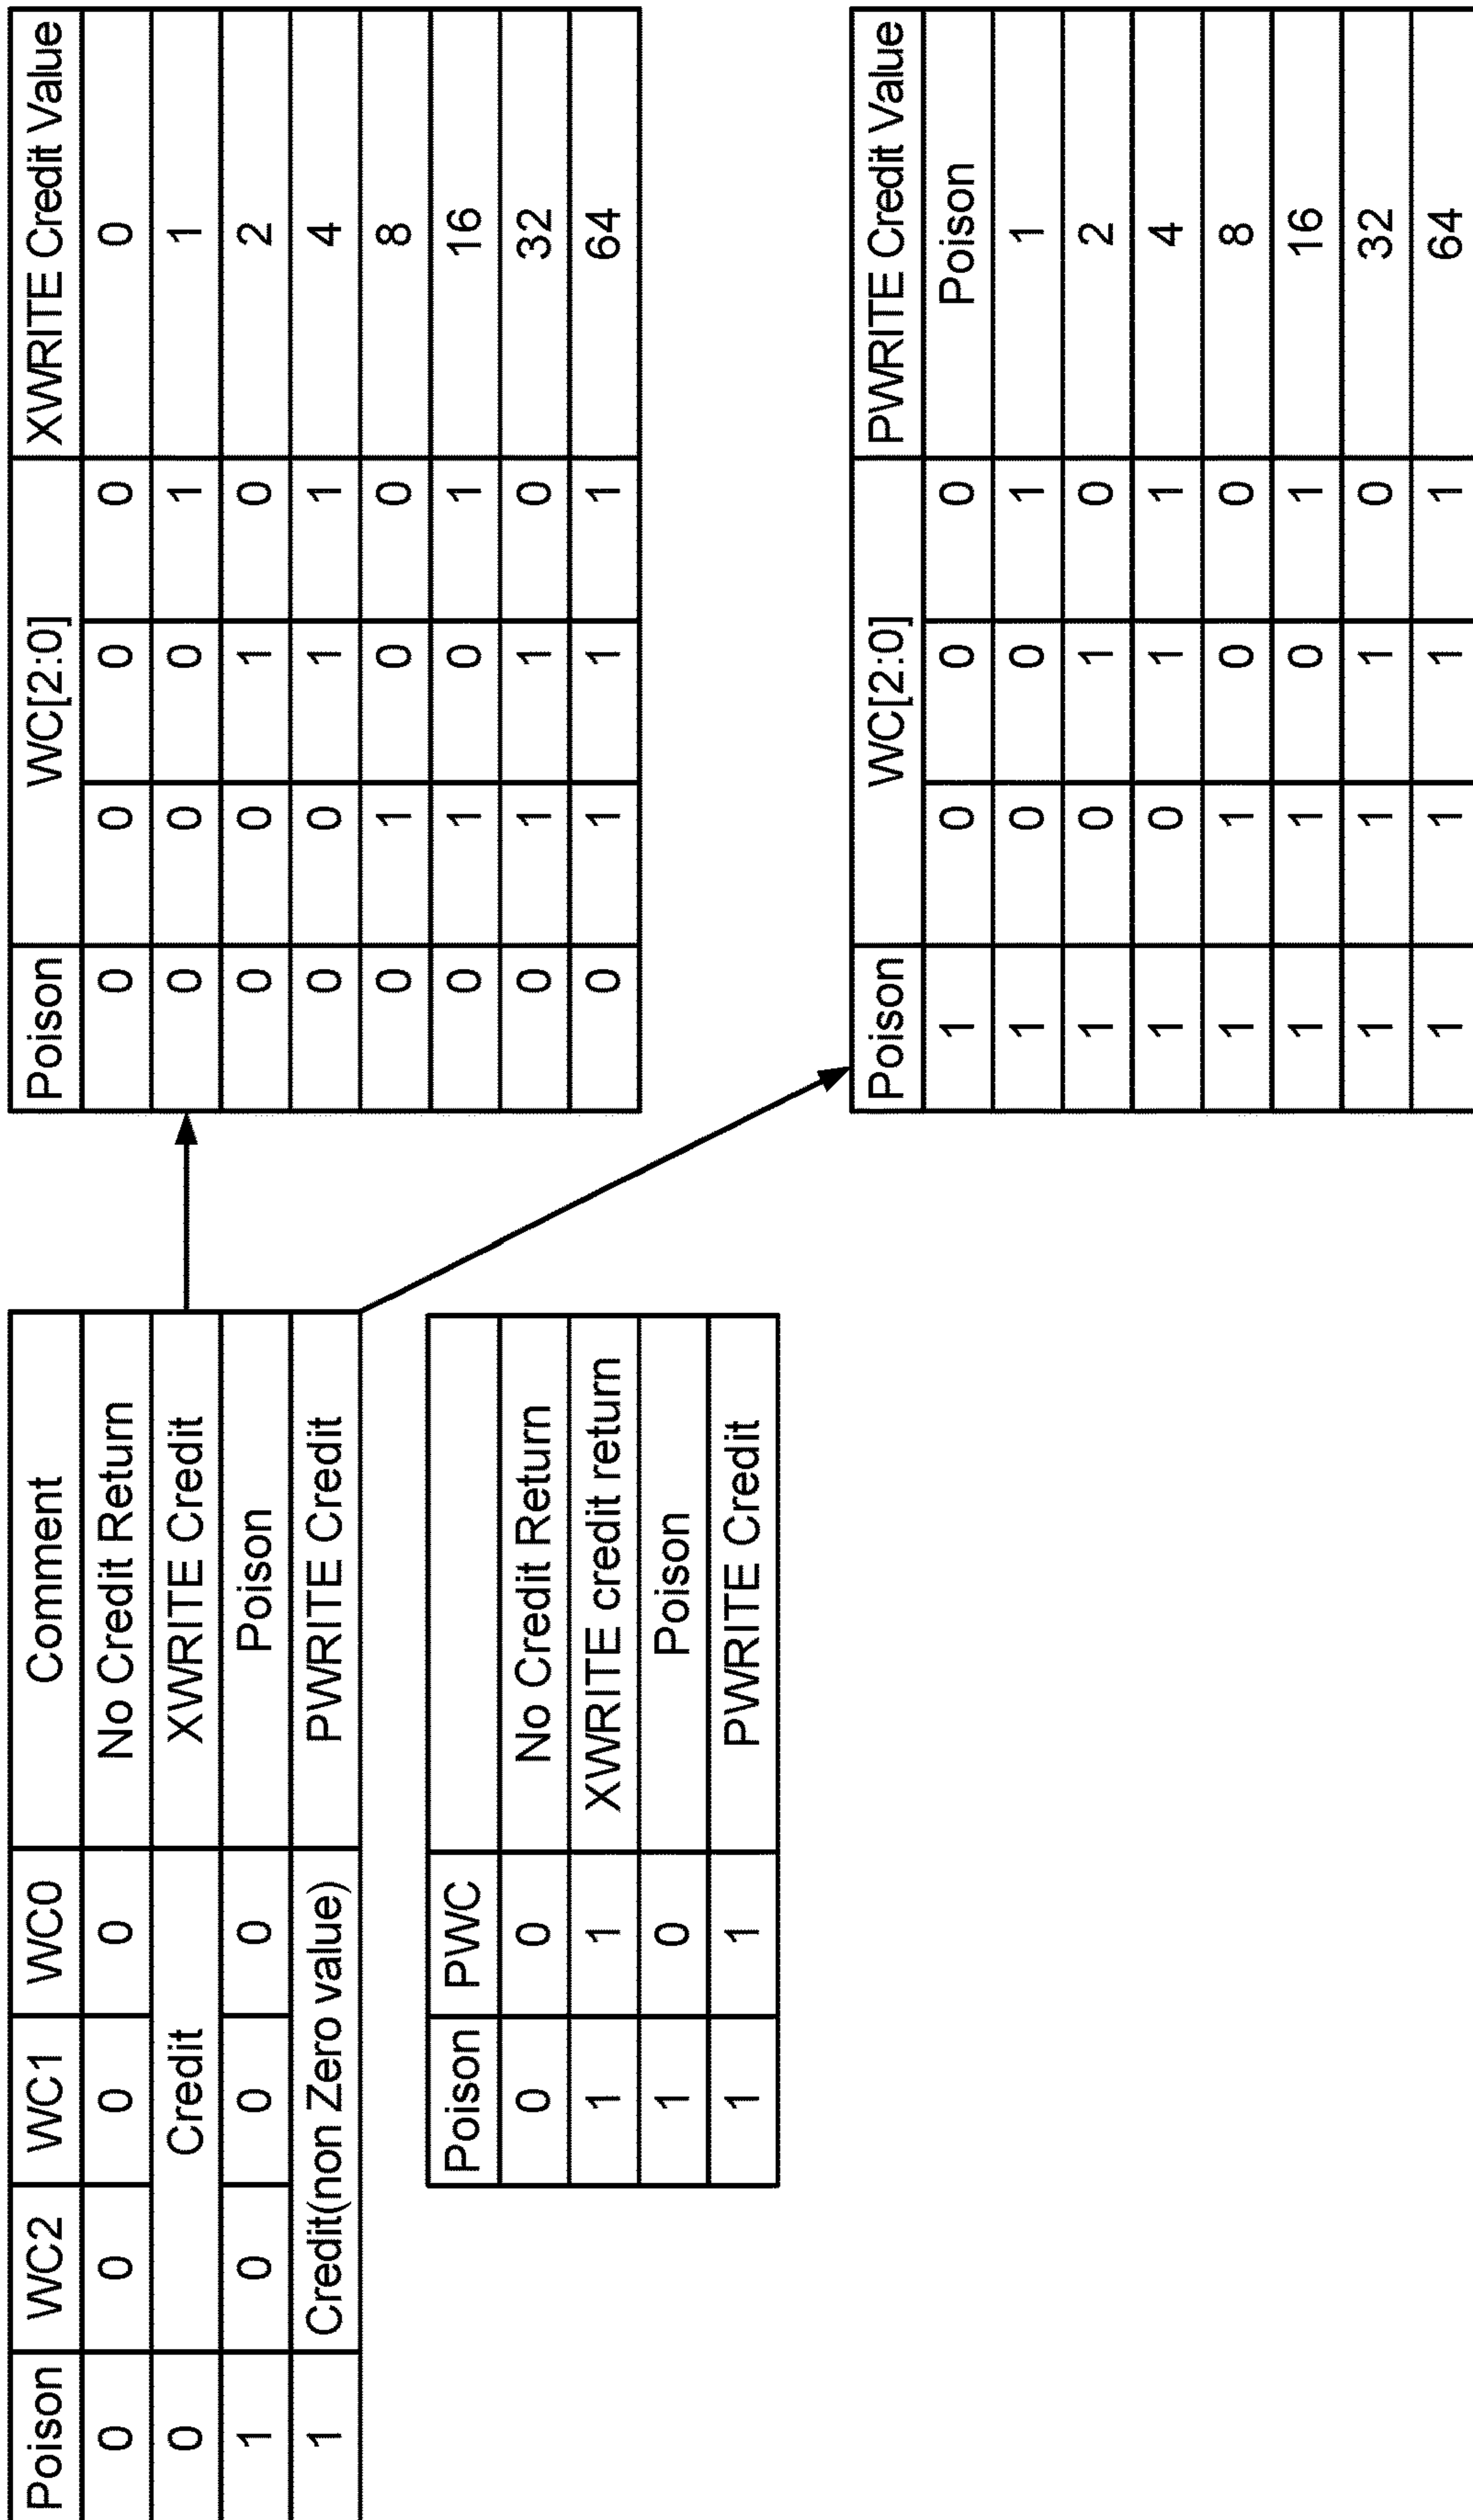 Poison WC2 WC1 WC0 Comment
0 0 0 0 No Credit Return
0 Credit XWRITE Credit
1 0 0 0 Poison
1 Credit(non Zero value) PWRITE Credit
Poison PWC
0 0 No Credit Return
1 1 XWRITE credit return
1 0 Poison
1 1 PWRITE Credit
Poison WC[2:0] XWRITE Credit Value
0 0 0 0 0
0 0 0 1 1
0 0 1 0 2
0 0 1 1 4
0 1 0 0 8
0 1 0 1 16
0 1 1 0 32
0 1 1 1 64
Poison WC[2:0] PWRITE Credit Value
1 0 0 0 Poison
1 0 0 1 1
1 0 1 0 2
1 0 1 1 4
1 1 0 0 8
1 1 0 1 16
1 1 1 0 32
1 1 1 1 64